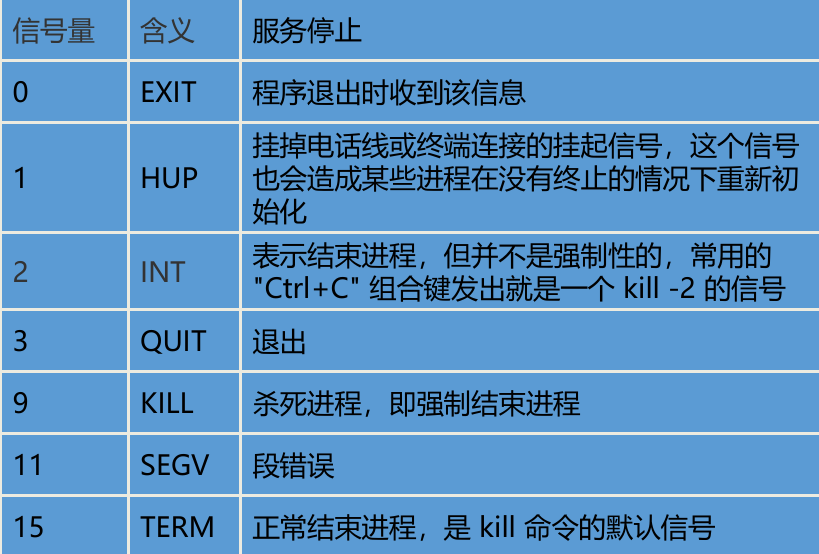 信号量 含义 服务停止
0 EXIT 程序退出时收到该信息
1 HUP 挂掉电话线或终端连接的挂起信号，这个信号
也会造成某些进程在没有终止的情况下重新初
始化
2 INT 表示结束进程，但并不是强制性的，常用的
"Ctrl+C" 组合键发出就是一个 kill -2 的信号
3 QUIT 退出
9 KILL 杀死进程，即强制结束进程
11 SEGV 段错误
15 TERM 正常结束进程，是 kill 命令的默认信号